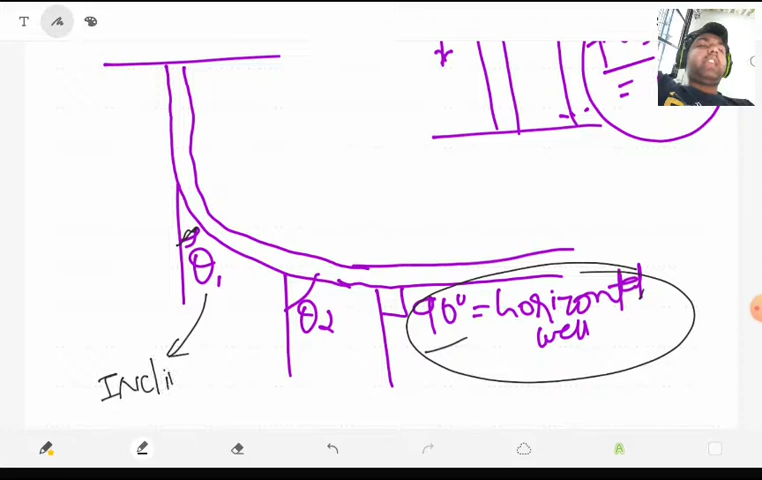 T
θ₁
θ2
90° = horizontal
well
Incli
A